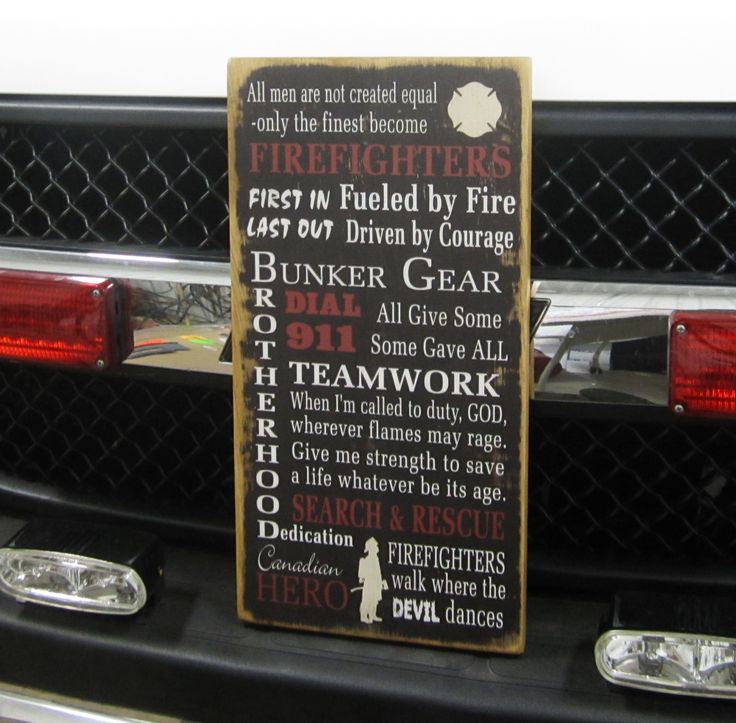 All men are not created equal
-only the finest become
FIREFIGHTERS
FIRST IN Fueled by Fire
LAST OUT Driven by Courage
BUNKER GEAR
BROTHERHOOD
DIAL All Give Some
911 Some Gave ALL
TEAMWORK
When I'm called to duty, GOD,
wherever flames may rage.
Give me strength to save
a life whatever be its age.
SEARCH & RESCUE
Dedication
Canadian
HERO
FIREFIGHTERS
walk where the
DEVIL dances